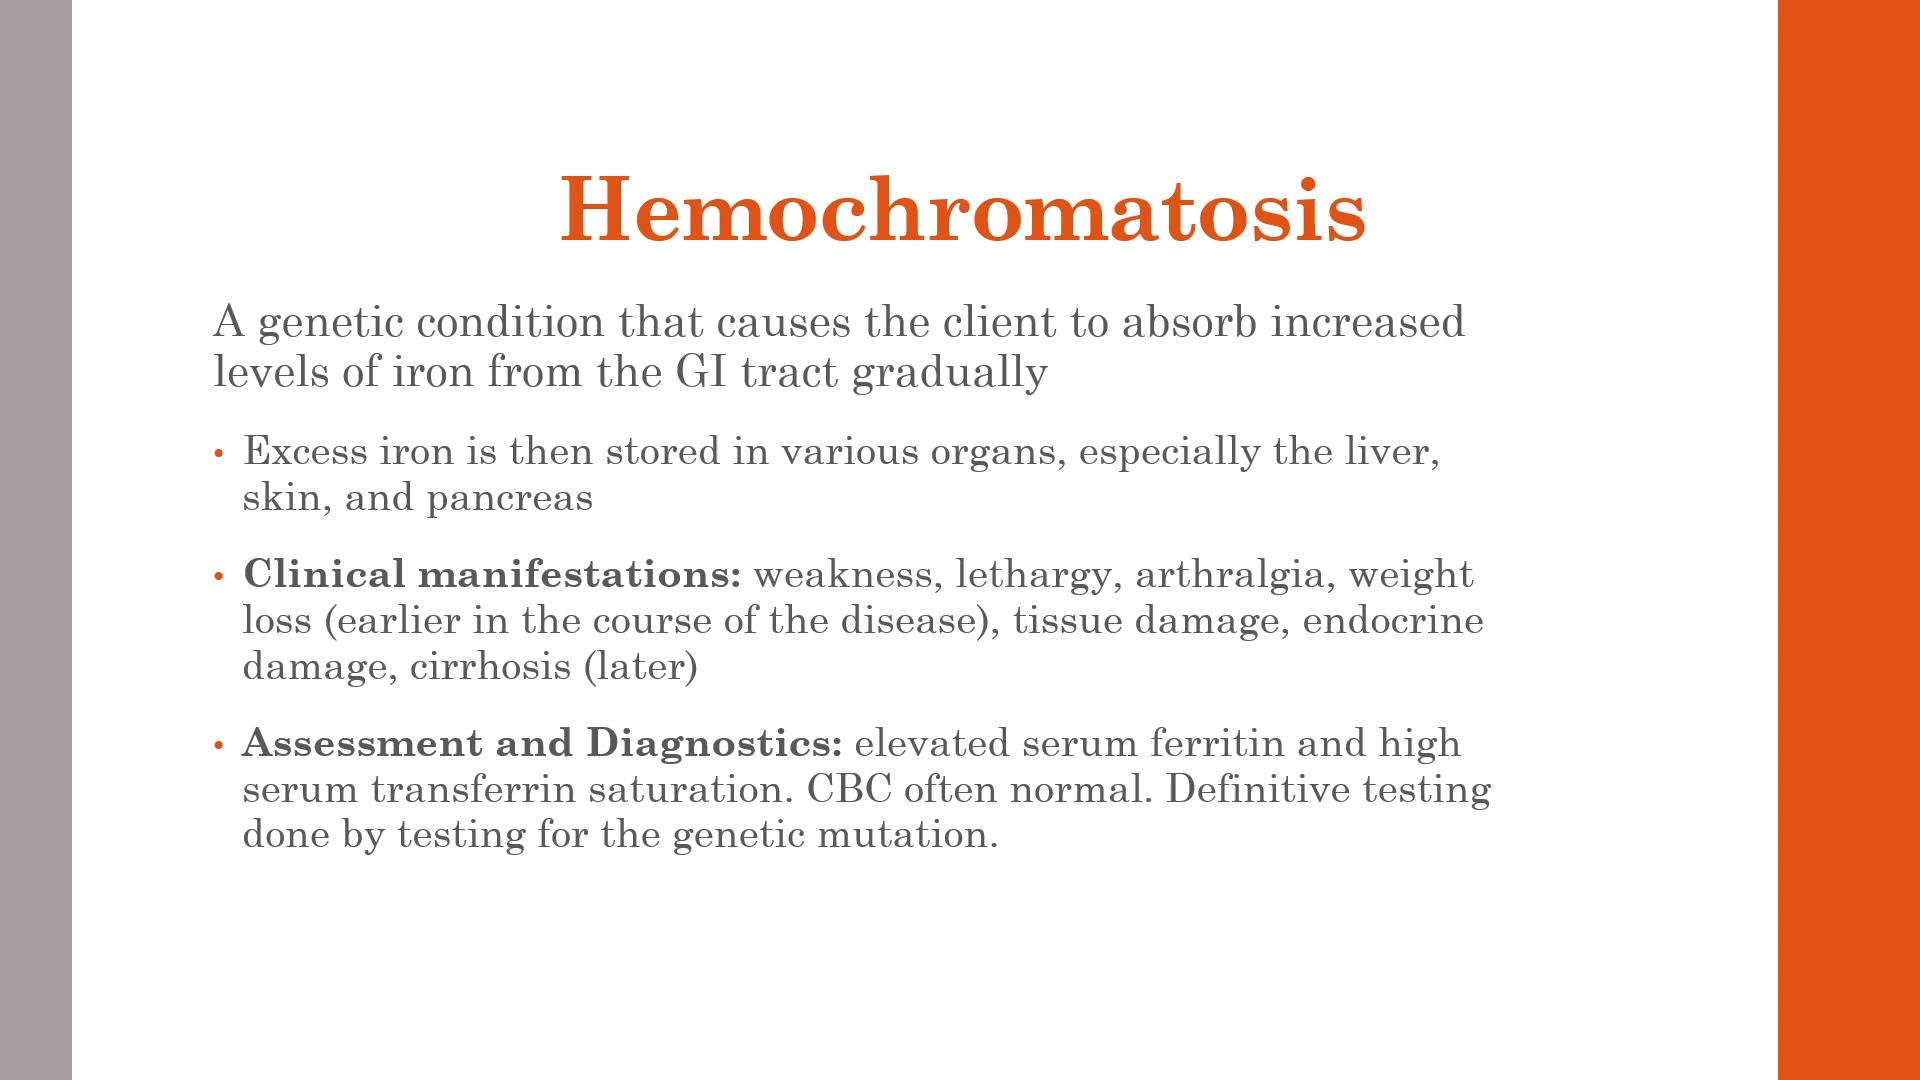 Hemochromatosis
A genetic condition that causes the client to absorb increased
levels of iron from the GI tract gradually
• Excess iron is then stored in various organs, especially the liver,
skin, and pancreas
• Clinical manifestations: weakness, lethargy, arthralgia, weight
loss (earlier in the course of the disease), tissue damage, endocrine
damage, cirrhosis (later)
• Assessment and Diagnostics: elevated serum ferritin and high
serum transferrin saturation. CBC often normal. Definitive testing
done by testing for the genetic mutation.